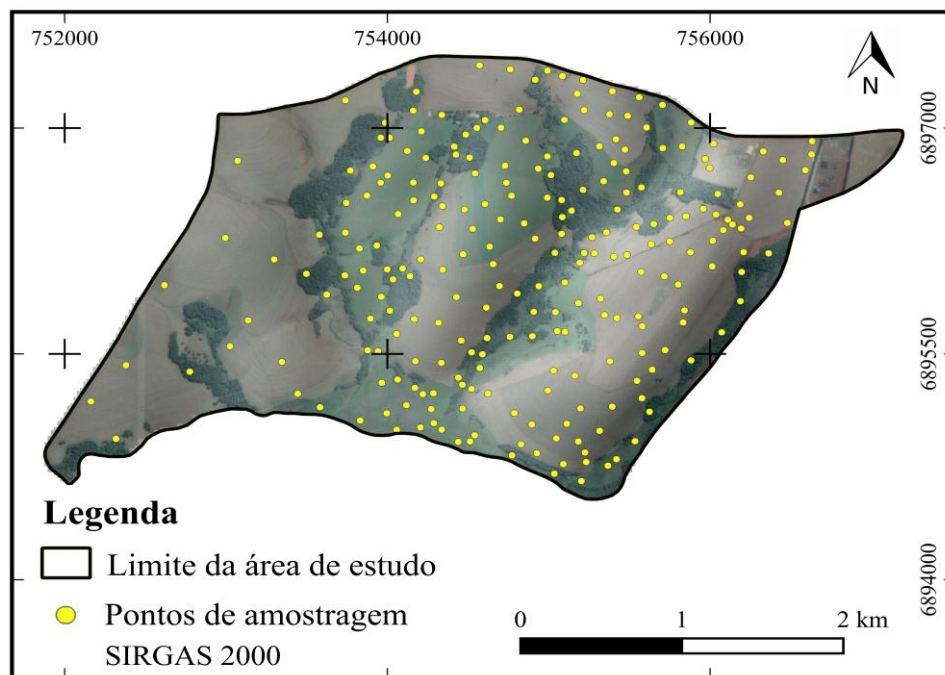 752000 754000 756000
N
6897000
6895500
6894000
Legenda
Limite da área de estudo
Pontos de amostragem
SIRGAS 2000
0 1 2 km